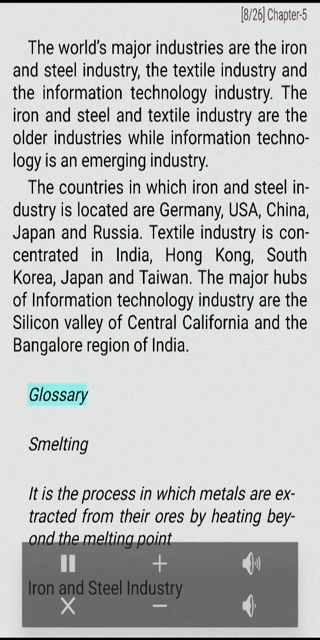 [8/26] Chapter-5
The world's major industries are the iron
and steel industry, the textile industry and
the information technology industry. The
iron and steel and textile industry are the
older industries while information techno-
logy is an emerging industry.
The countries in which iron and steel in-
dustry is located are Germany, USA, China,
Japan and Russia. Textile industry is con-
centrated in India, Hong Kong, South
Korea, Japan and Taiwan. The major hubs
of Information technology industry are the
Silicon valley of Central California and the
Bangalore region of India.
Glossary
Smelting
It is the process in which metals are ex-
tracted from their ores by heating bey-
ond the melting point
Iron and Steel Industry